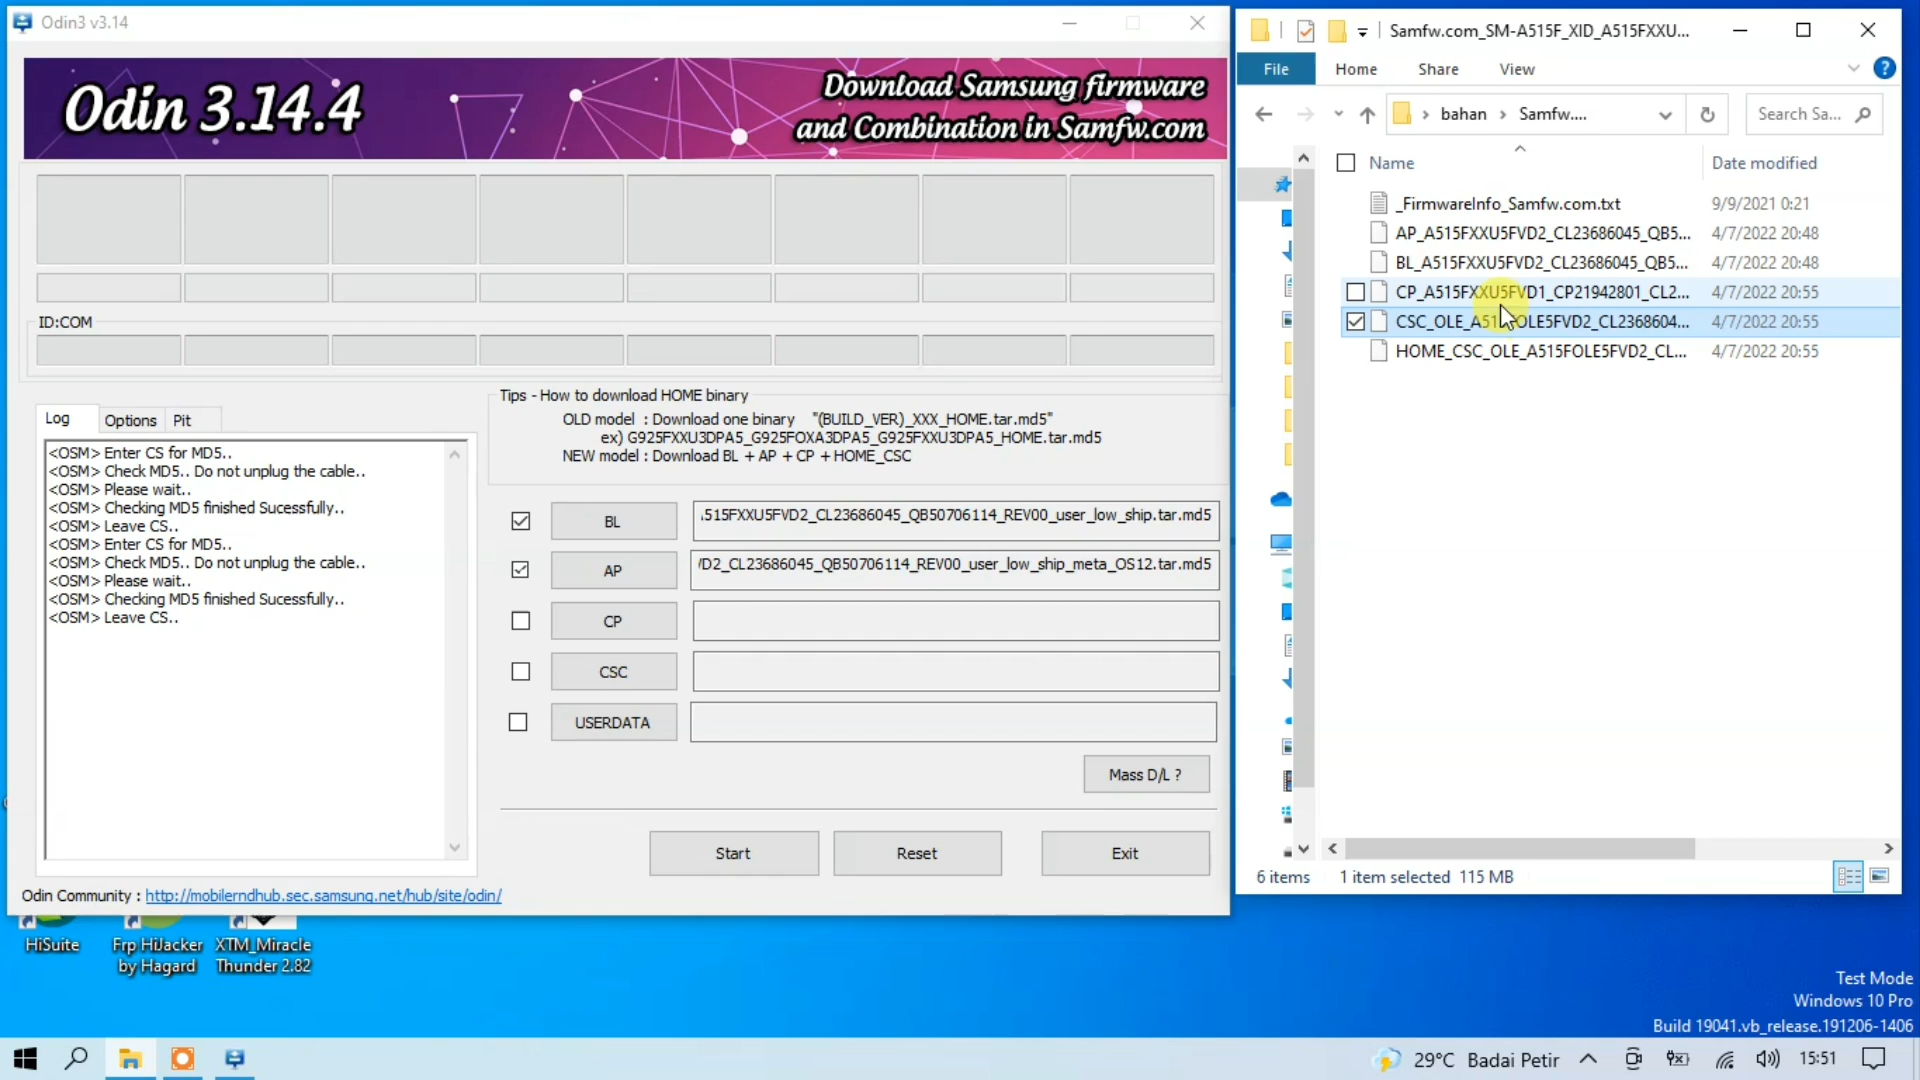 Odin3 v3.14
Odin 3.14.4
Download Samsung firmware
and Combination in Samfw.com
ID:COM
Log
Options
Pit
<OSM> Enter CS for MD5..
<OSM> Check MD5.. Do not unplug the cable..
<OSM> Please wait..
<OSM> Checking MD5 finished Sucessfully..
<OSM> Leave CS..
<OSM> Enter CS for MD5..
<OSM> Check MD5.. Do not unplug the cable..
<OSM> Please wait..
<OSM> Checking MD5 finished Sucessfully..
<OSM> Leave CS..
Tips - How to download HOME binary
OLD model : Download one binary "(BUILD_VER)_XXX_HOME.tar.md5"
ex) G925FXXU3DPA5_G925FOXA3DPA5_G925FXXU3DPA5_HOME.tar.md5
NEW model : Download BL + AP + CP + HOME_CSC
BL
.515FXXU5FVD2_CL23686045_QB50706114_REV00_user_low_ship.tar.md5
AP
/D2_CL23686045_QB50706114_REV00_user_low_ship_meta_OS12.tar.md5
CP
CSC
USERDATA
Mass D/L ?
Start
Reset
Exit
Odin Community : http://mobilerndhub.sec.samsung.net/hub/site/odin/
Samfw.com_SM-A515F_XID_A515FXXU...
File
Home
Share
View
bahan
Samfw....
Search Sa...
Name
Date modified
_FirmwareInfo_Samfw.com.txt 9/9/2021 0:21
AP_A515FXXU5FVD2_CL23686045_QB5... 4/7/2022 20:48
BL_A515FXXU5FVD2_CL23686045_QB5... 4/7/2022 20:48
CP_A515FXXU5FVD1_CP21942801_CL2... 4/7/2022 20:55
CSC_OLE_A515FOLE5FVD2_CL2368604... 4/7/2022 20:55
HOME_CSC_OLE_A515FOLE5FVD2_CL... 4/7/2022 20:55
6 items
1 item selected 115 MB
HiSuite
Frp HiJacker
by Hagard
XTM_Miracle
Thunder 2.82
Test Mode
Windows 10 Pro
Build 19041.vb_release.191206-1406
29°C Badai Petir
15:51